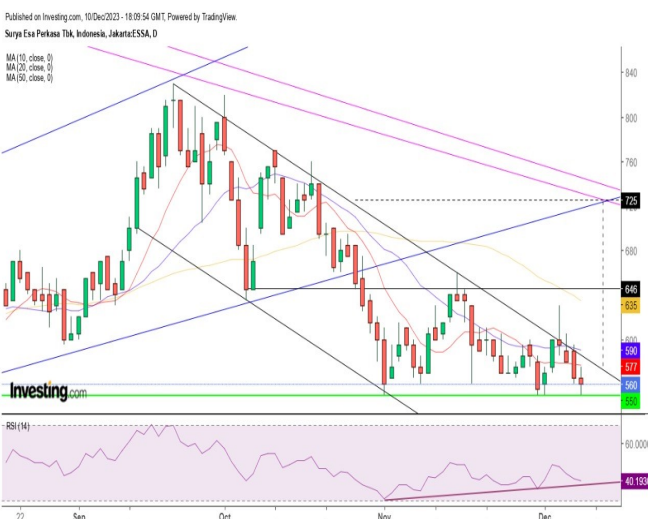 Published on Investing.com, 10/Dec/2023 - 18:09:54 GMT, Powered by TradingView.
Surya Esa Perkasa Tbk, Indonesia, Jakarta:ESSA, D
MA (10, close, 0)
MA (20, close, 0)
MA (50, close, 0)
840
800
760
725
680
646
635
600
590
577
560
550
Investing.com
RSI (14)
60.0000
40.1930
22 Sep Oct Nov Dec